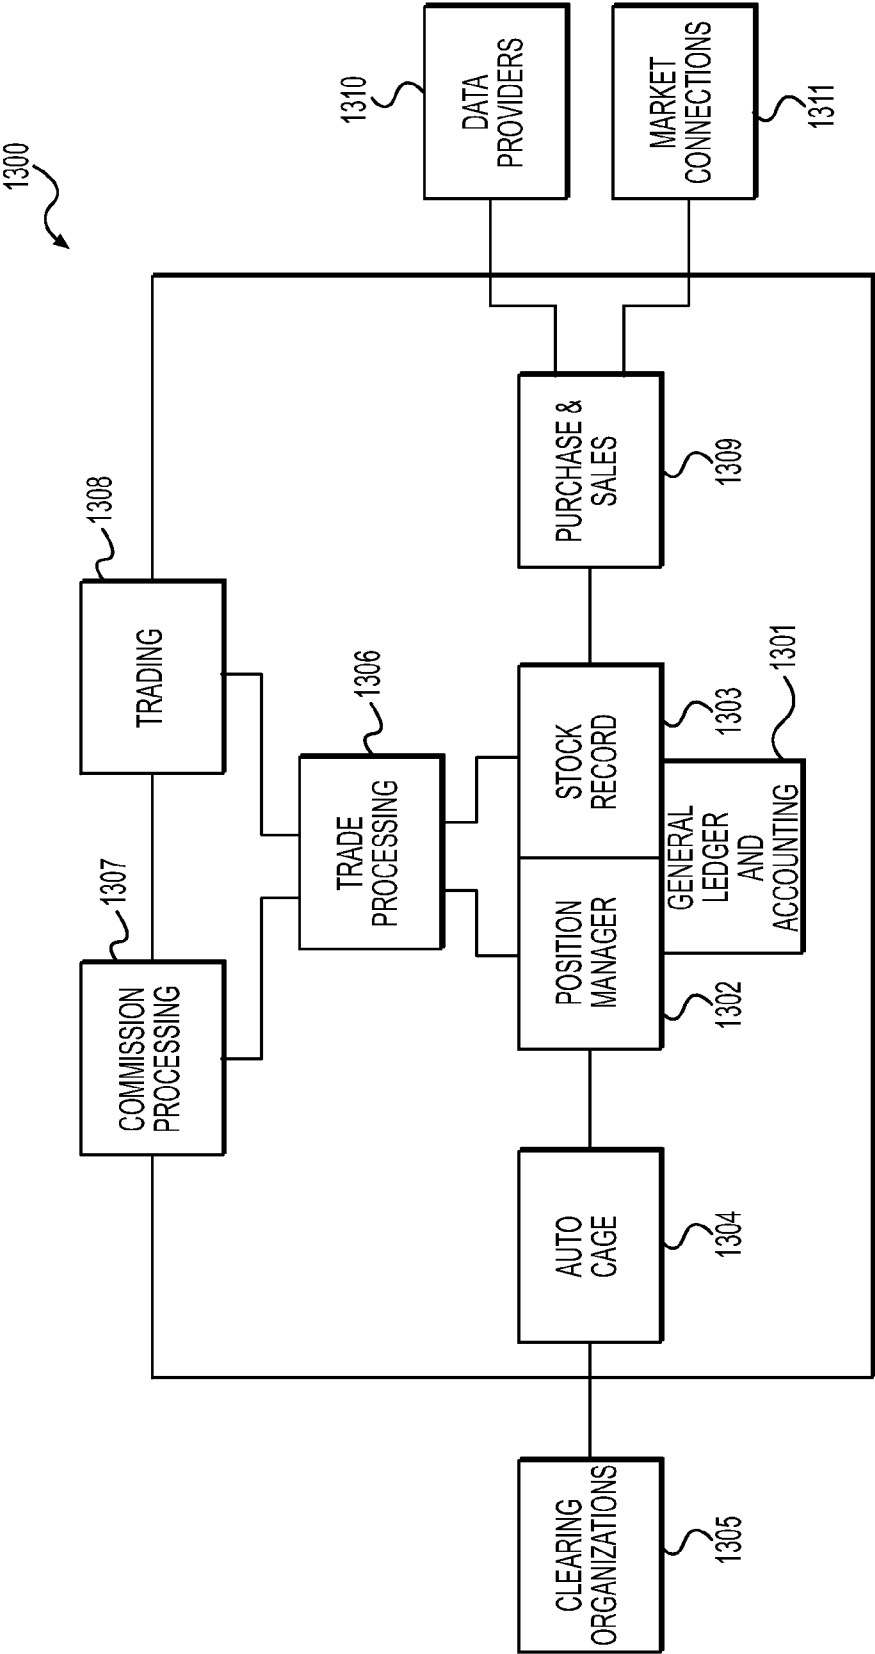 1300
1308
TRADING
1307
COMMISSION
PROCESSING
1306
TRADE
PROCESSING
1310
DATA
PROVIDERS
1311
MARKET
CONNECTIONS
CLEARING
ORGANIZATIONS
1305
AUTO
CAGE
1304
POSITION
MANAGER
1302
STOCK
RECORD
1303
PURCHASE &
SALES
1309
GENERAL
LEDGER
AND
ACCOUNTING
1301